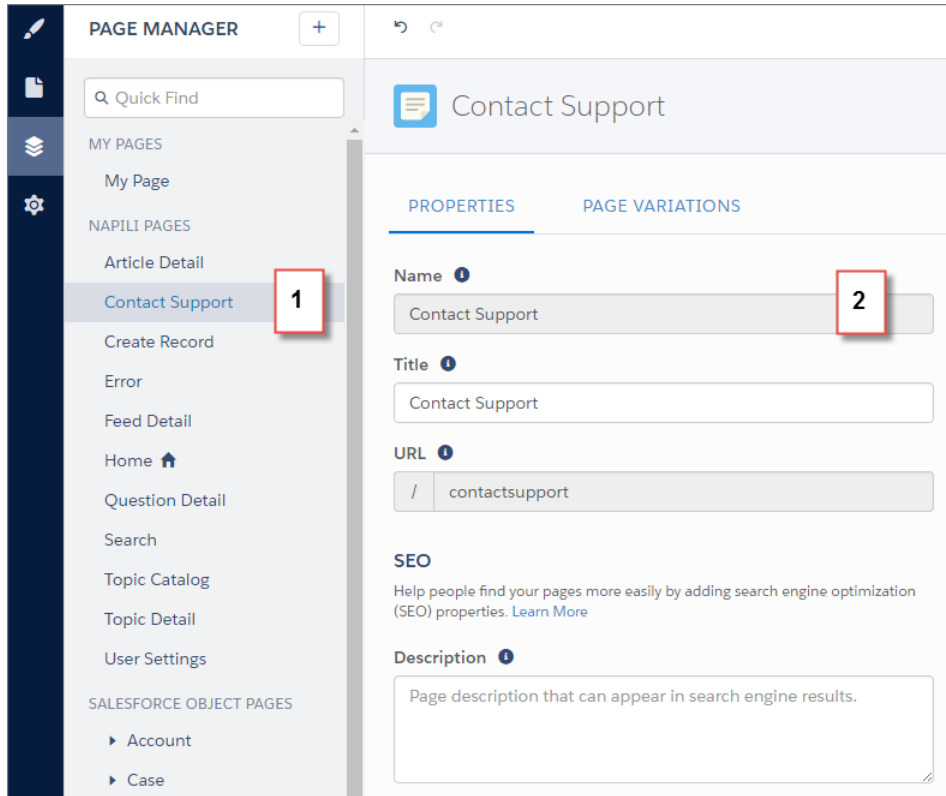 PAGE MANAGER
+
Quick Find
MY PAGES
My Page
NAPILI PAGES
Article Detail
Contact Support
1
Create Record
Error
Feed Detail
Home
Question Detail
Search
Topic Catalog
Topic Detail
User Settings
SALESFORCE OBJECT PAGES
Account
Case
Contact Support
PROPERTIES PAGE VARIATIONS
Name
Contact Support
2
Title
Contact Support
URL
/ contactsupport
SEO
Help people find your pages more easily by adding search engine optimization
(SEO) properties. Learn More
Description
Page description that can appear in search engine results.